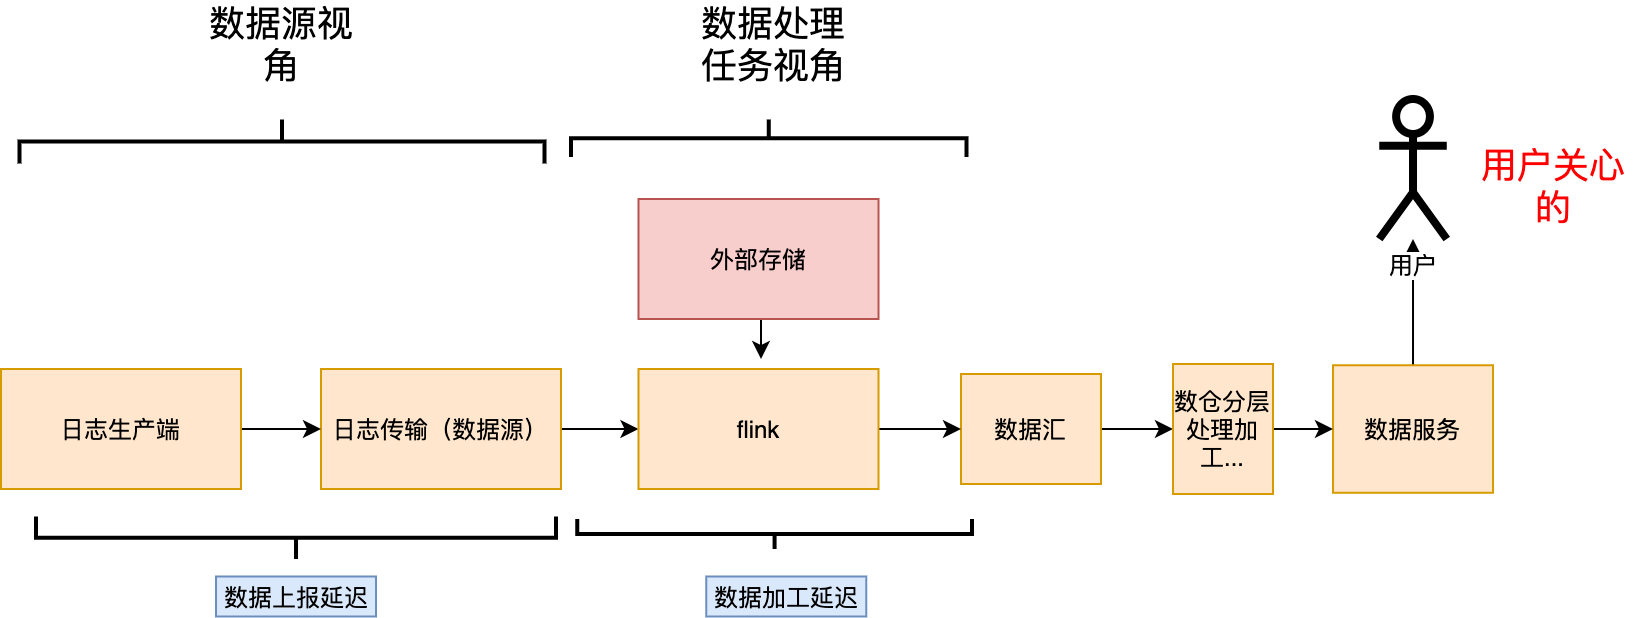 数据源视
角
数据处理
任务视角
用户关心
的
外部存储
用户
日志生产端
日志传输（数据源）
flink
数据汇
数仓分层
处理加
工...
数据服务
数据上报延迟
数据加工延迟